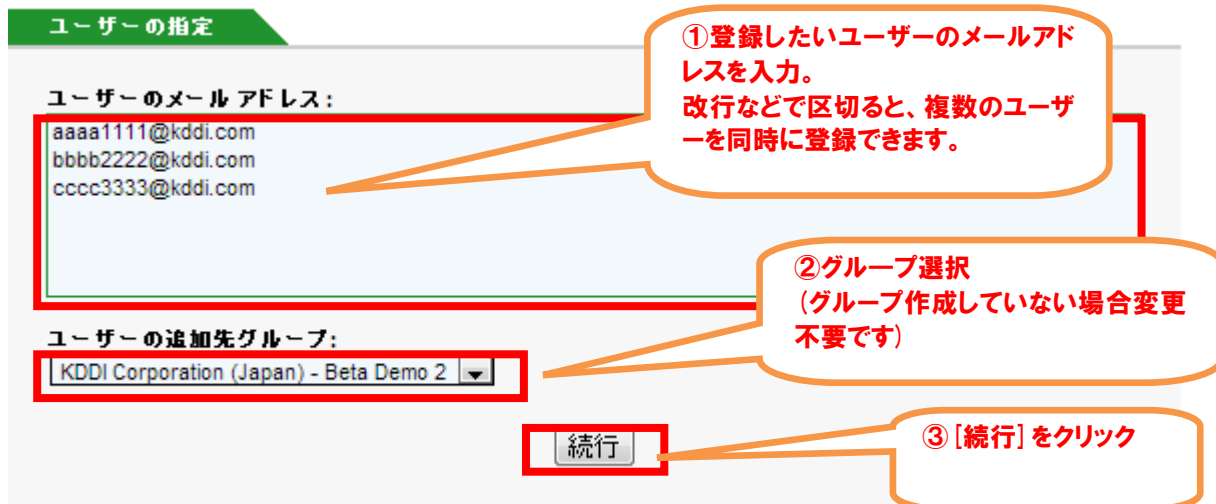 ユーザーの指定
①登録したいユーザーのメールアド
レスを入力。
改行などで区切ると、複数のユーザ
ーを同時に登録できます。
ユーザーのメール アドレス:
aaaa1111@kddi.com
bbbb2222@kddi.com
cccc3333@kddi.com
②グループ選択
(グループ作成していない場合変更
不要です)
ユーザーの追加先グループ:
KDDI Corporation (Japan) - Beta Demo 2
続行
③[続行]をクリック